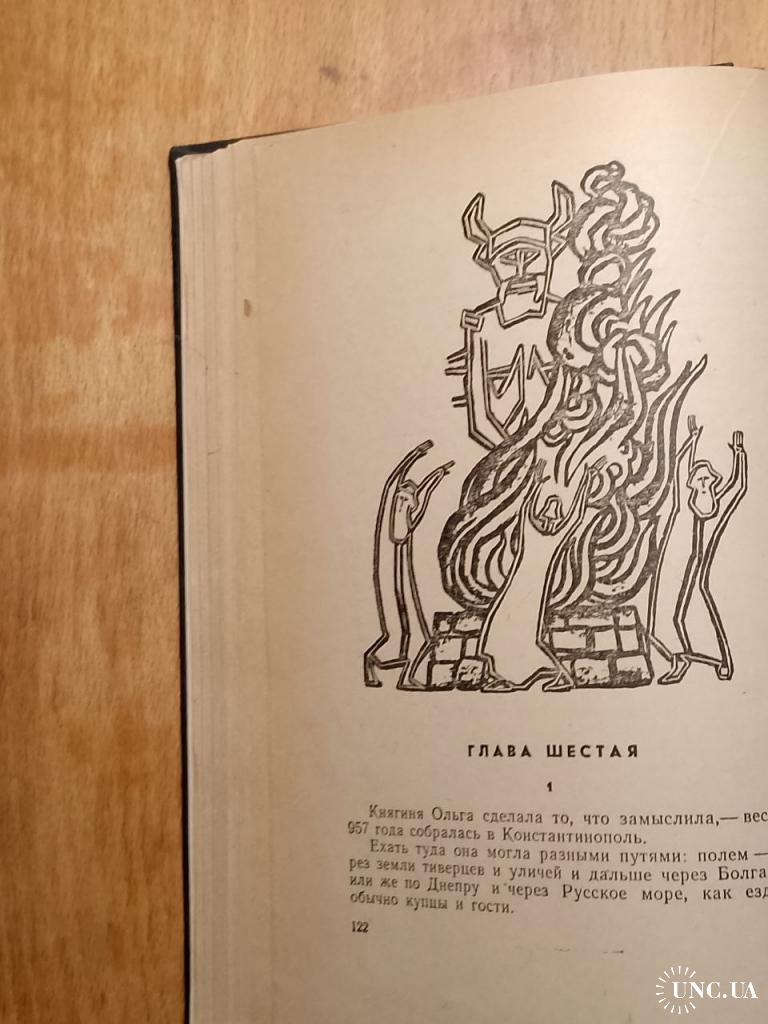 ГЛАВА ШЕСТАЯ
1
Княгиня Ольга сделала то, что замыслила,— вес
957 года собралась в Константинополь.
Ехать туда она могла разными путями: полем —
рез земли тиверцев и уличей и дальше через Болга
или же по Днепру и через Русское море, как езд
обычно купцы и гости.
122
UNC.UA